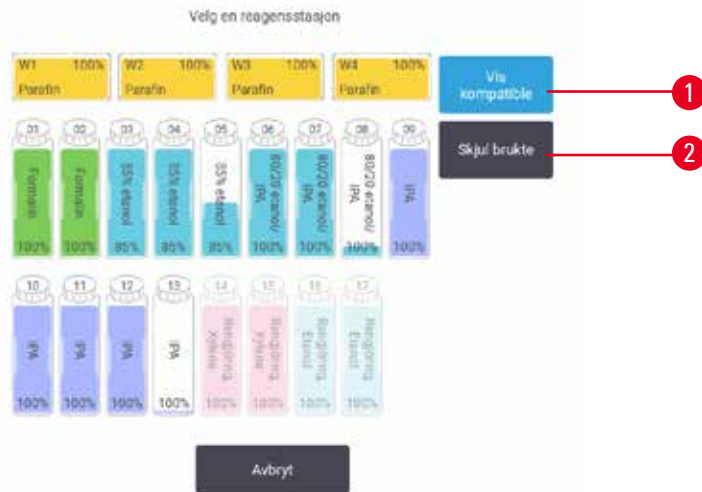 Velg en reagensstasjon
W1 100%
Parafin
W2 100%
Parafin
W3 100%
Parafin
W4 100%
Parafin
Vis
kompatible
1
Skjul brukte
2
01
Formalin
100%
02
Formalin
100%
03
85% etanol
85%
04
85% etanol
85%
05
85% etanol
85%
06
80/20 etanol/
IPA
100%
07
80/20 etanol/
IPA
100%
08
80/20 etanol/
IPA
100%
09
IPA
100%
10
IPA
100%
11
IPA
100%
12
IPA
100%
13
IPA
100%
14
Rengjøring
Xylene
100%
15
Rengjøring
Xylene
100%
16
Rengjøring
Etanol
100%
17
Rengjøring
Etanol
100%
Avbryt